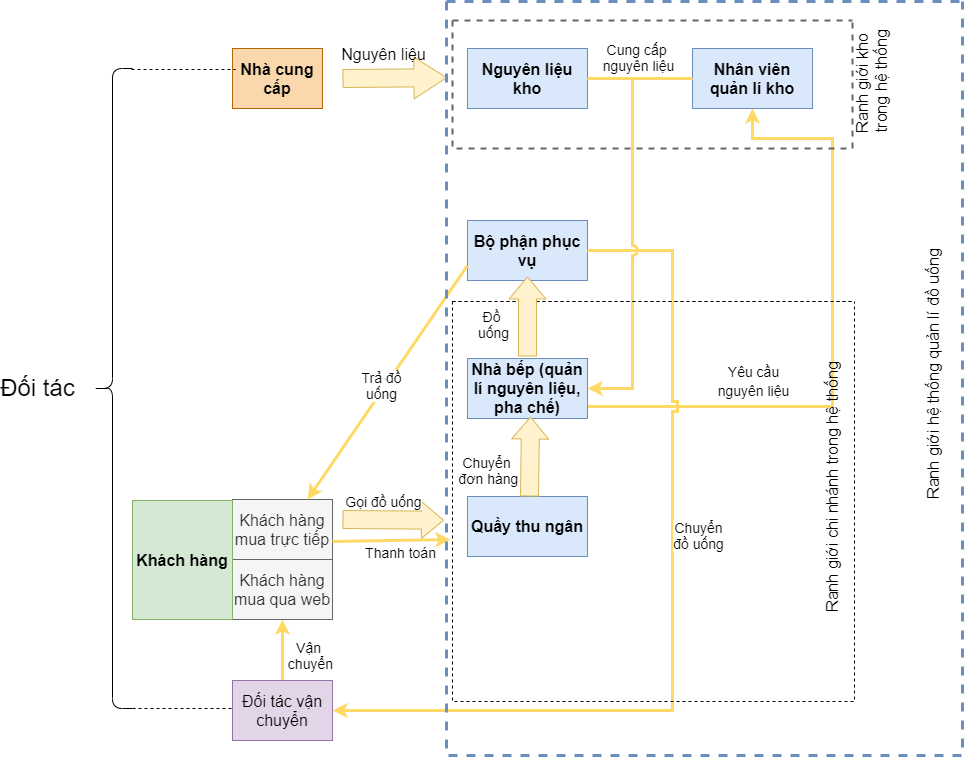 Nguyên liệu
Nhà cung
cấp
Nguyên liệu
kho
Cung cấp
nguyên liệu
Nhân viên
quản lí kho
Ranh giới kho
trong hệ thống
Bộ phận phục
vụ
Ranh giới hệ thống quản lí đồ uống
Đồ
uống
Đối tác
Trả đồ
uống
Nhà bếp (quản
lí nguyên liệu,
pha chế)
Yêu cầu
nguyên liệu
Ranh giới chi nhánh trong hệ thống
Chuyển
đơn hàng
Gọi đồ uống
Khách hàng
Khách hàng
mua trực tiếp
Thanh toán
Quầy thu ngân
Chuyển
đồ uống
Khách hàng
mua qua web
Vận
chuyển
Đối tác vận
chuyển